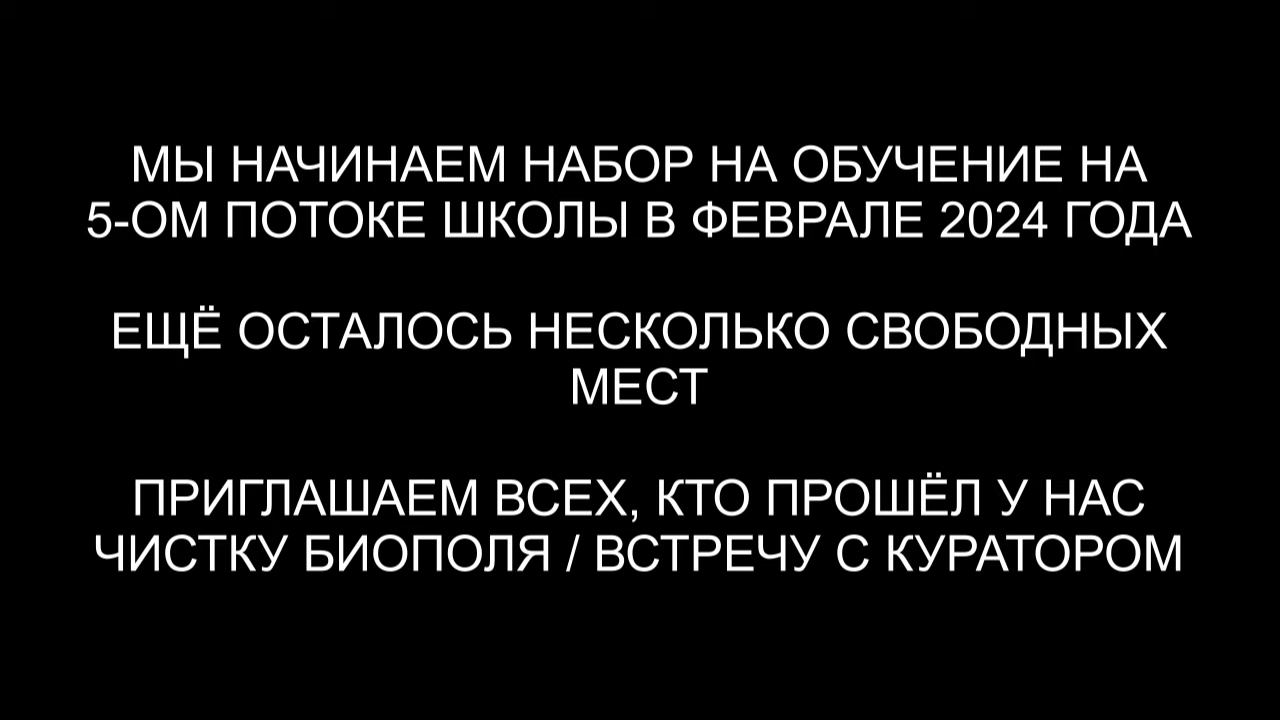 МЫ НАЧИНАЕМ НАБОР НА ОБУЧЕНИЕ НА
5-ОМ ПОТОКЕ ШКОЛЫ В ФЕВРАЛЕ 2024 ГОДА
ЕЩЁ ОСТАЛОСЬ НЕСКОЛЬКО СВОБОДНЫХ
МЕСТ
ПРИГЛАШАЕМ ВСЕХ, КТО ПРОШЁЛ У НАС
ЧИСТКУ БИОПОЛЯ / ВСТРЕЧУ С КУРАТОРОМ